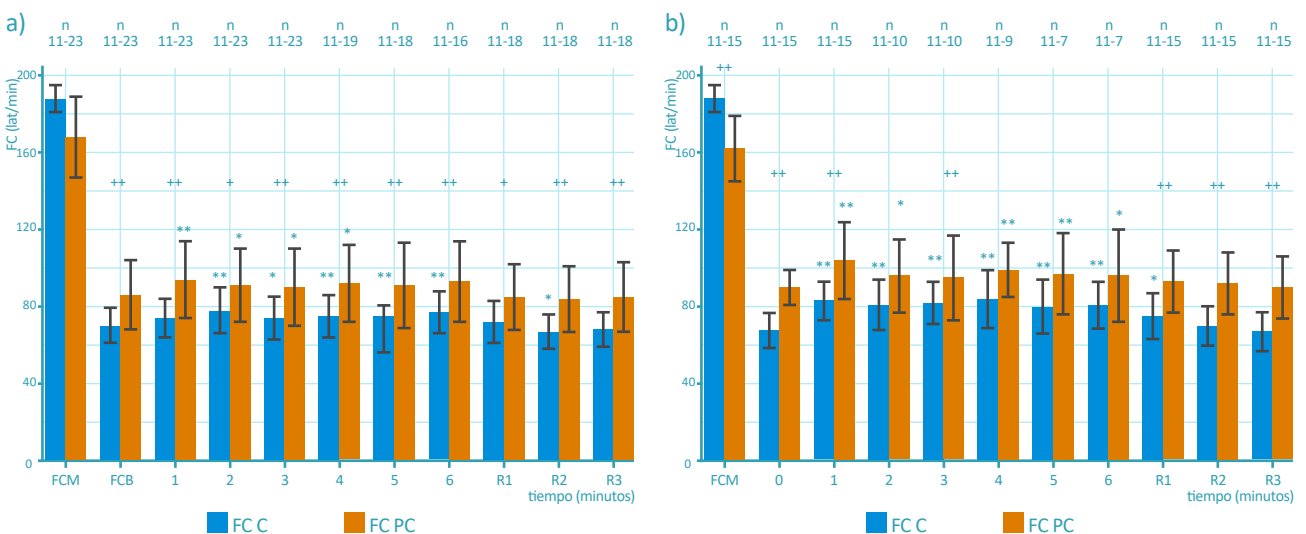 a)
n n n n n n n n n n n
11-23 11-23 11-23 11-23 11-23 11-19 11-18 11-16 11-18 11-18 11-18
FC (lat/min)
200
160
120
80
40
0
++ ++ + ++ ++ ++ ++ + ++ ++
** * * *
** * ** ** ** *
FCM FCB 1 2 3 4 5 6 R1 R2 R3
tiempo (minutos)
FC C FC PC
b)
n n n n n n n n n n n
11-15 11-15 11-15 11-10 11-10 11-9 11-7 11-7 11-15 11-15 11-15
FC (lat/min)
200
160
120
80
40
0
++
++ ++ ++ ++ ++ ++
** * ** ** *
** ** ** ** ** ** *
FCM 0 1 2 3 4 5 6 R1 R2 R3
tiempo (minutos)
FC C FC PC